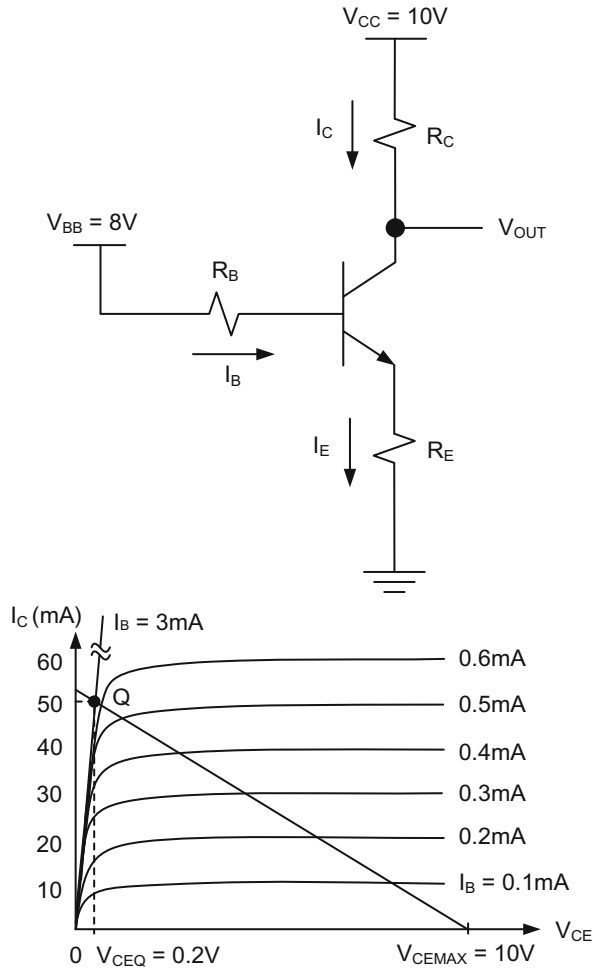 V_CC = 10V
I_C
R_C
V_BB = 8V
V_OUT
R_B
I_B
I_E
R_E
I_C (mA)
I_B = 3mA
60
0.6mA
50
Q
0.5mA
40
0.4mA
30
0.3mA
20
0.2mA
10
I_B = 0.1mA
V_CE
0
V_CEQ = 0.2V
V_CEMAX = 10V